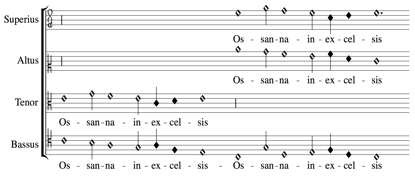 Superius
Os - san - na in - ex - cel - sis
Altus
Os - san - na in - ex - cel - sis
Tenor
Os - san - na - in - ex - cel - sis
Bassus
Os - san - na - in - ex - cel - sis - Os - san - na - in - ex - cel - sis